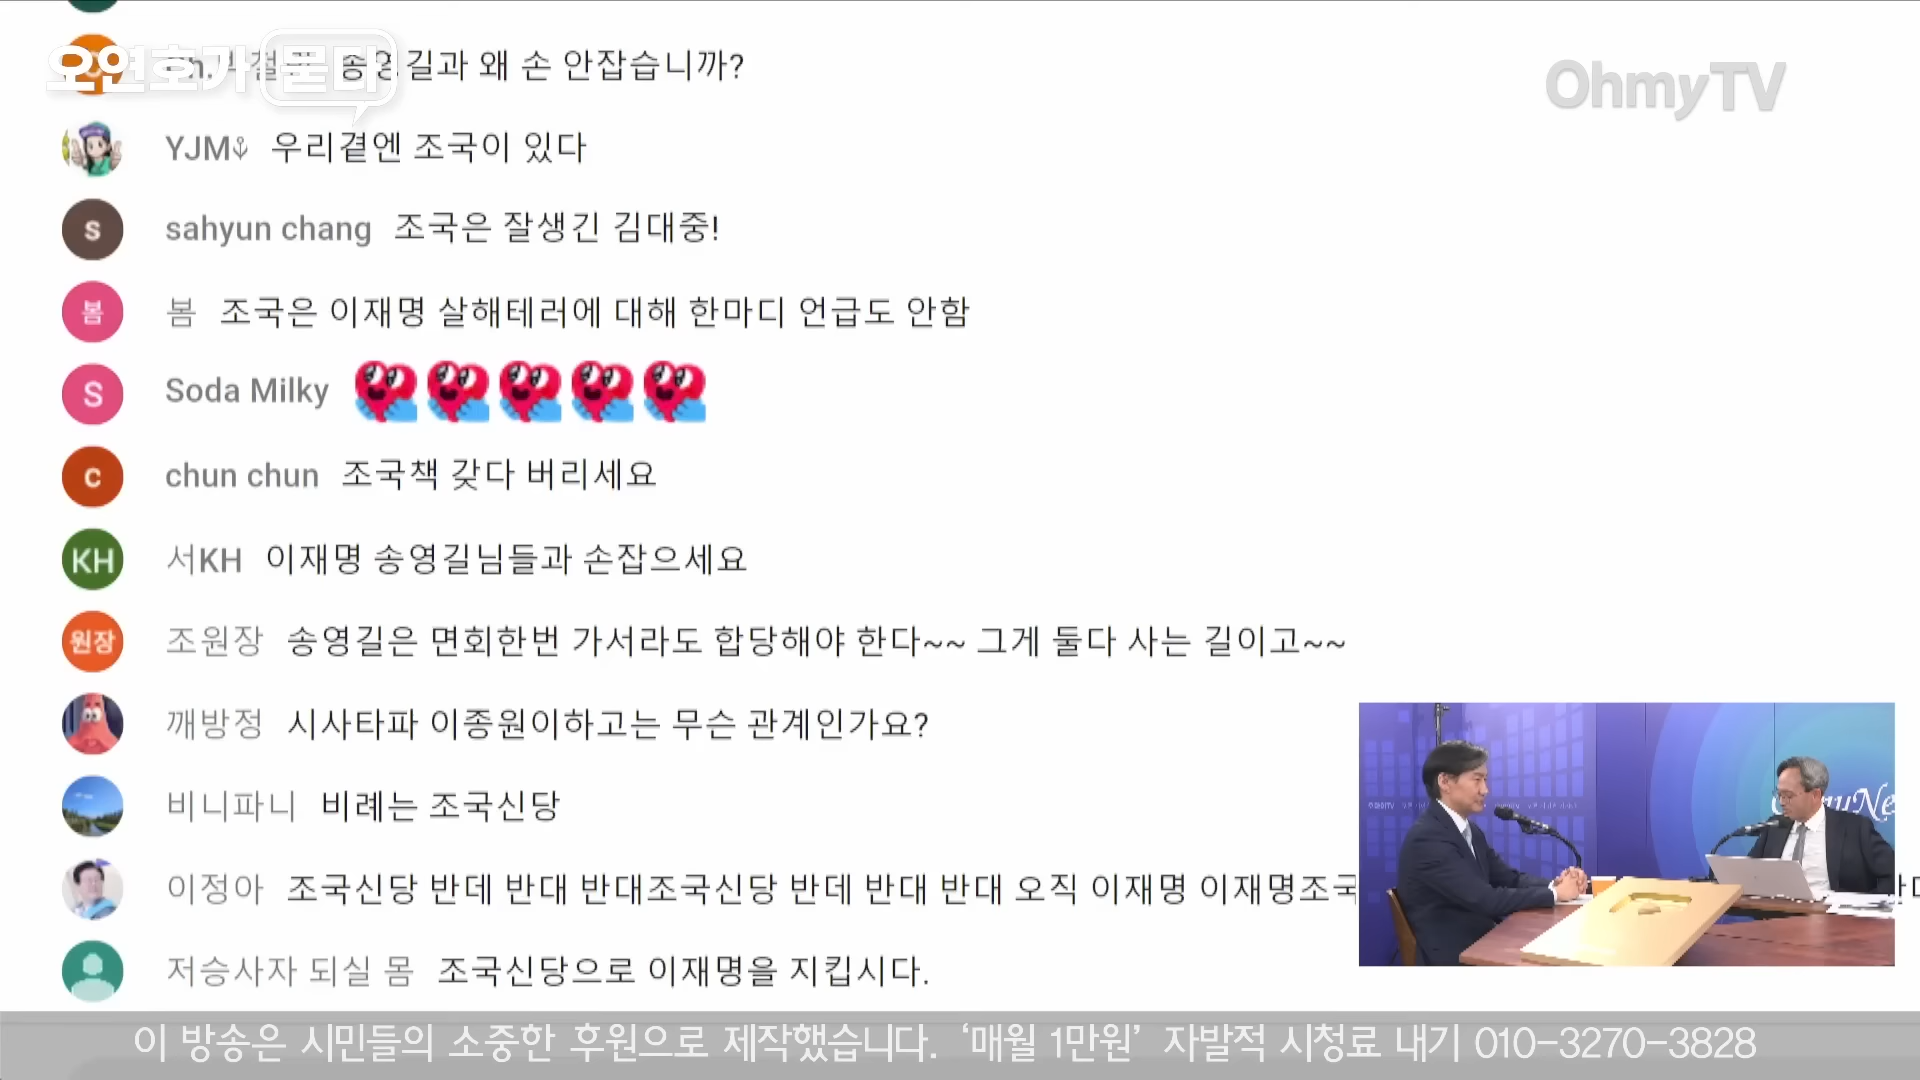 오연호가 묻다
OhmyTV
송영길과 왜 손 안잡습니까?
YJM⚓ 우리곁엔 조국이 있다
S sahyun chang 조국은 잘생긴 김대중!
봄 봄 조국은 이재명 살해테러에 대해 한마디 언급도 안함
S Soda Milky
C chun chun 조국책 갖다 버리세요
KH 서KH 이재명 송영길님들과 손잡으세요
원장 조원장 송영길은 면회한번 가서라도 합당해야 한다~~ 그게 둘다 사는 길이고~~
깨방정 시사타파 이종원이하고는 무슨 관계인가요?
비니파니 비례는 조국신당
이정아 조국신당 반데 반대 반대조국신당 반데 반대 반대 오직 이재명 이재명조국
저승사자 되실 몸 조국신당으로 이재명을 지킵시다.
이 방송은 시민들의 소중한 후원으로 제작했습니다. ‘매월 1만원’ 자발적 시청료 내기 010-3270-3828